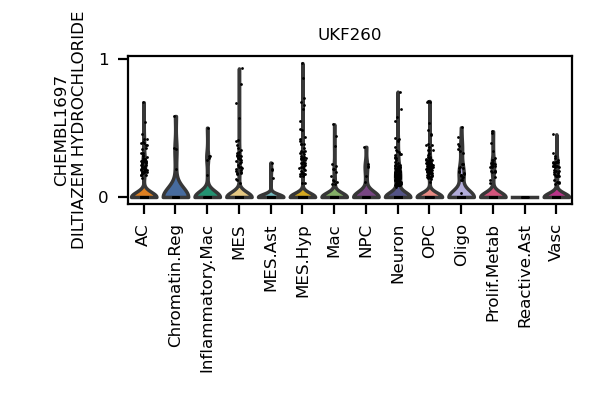 UKF260
CHEMBL1697
DILTIAZEM HYDROCHLORIDE
1
0
AC
Chromatin.Reg
Inflammatory.Mac
MES
MES.Ast
MES.Hyp
Mac
NPC
Neuron
OPC
Oligo
Prolif.Metab
Reactive.Ast
Vasc